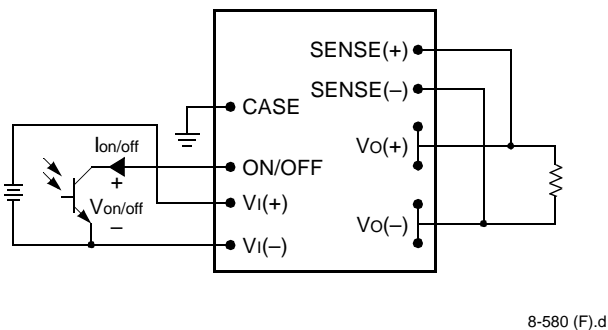 SENSE(+)
SENSE(–)
CASE
Ion/off
ON/OFF
+
Von/off
–
VI(+)
VI(–)
VO(+)
VO(–)
8-580 (F).d